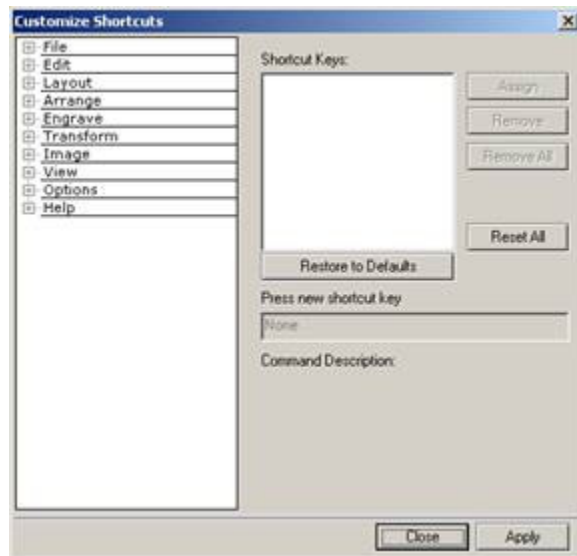 Customize Shortcuts
File
Edit
Layout
Arrange
Engrave
Transform
Image
View
Options
Help
Shortcut Keys:
Assign
Remove
Remove All
Reset All
Restore to Defaults
Press new shortcut key
None
Command Description:
Close
Apply